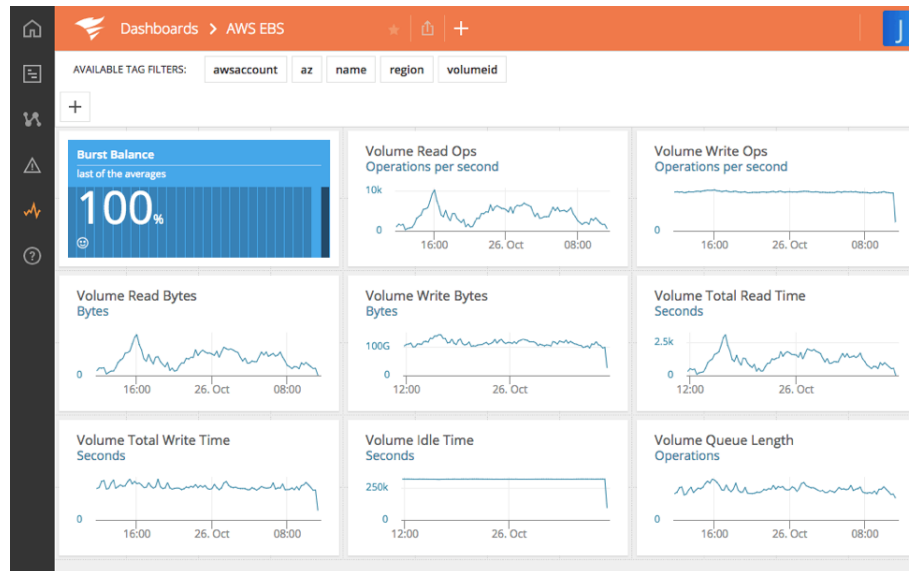 Dashboards > AWS EBS
J
AVAILABLE TAG FILTERS: awsaccount az name region volumeid
Burst Balance
last of the averages
100%
Volume Read Ops
Operations per second
10k
0
16:00 26. Oct 08:00
Volume Write Ops
Operations per second
0
16:00 26. Oct 08:00
Volume Read Bytes
Bytes
0
16:00 26. Oct 08:00
Volume Write Bytes
Bytes
100G
0
12:00 26. Oct
Volume Total Read Time
Seconds
2.5k
0
12:00 26. Oct
Volume Total Write Time
Seconds
0
16:00 26. Oct 08:00
Volume Idle Time
Seconds
250k
0
12:00 26. Oct
Volume Queue Length
Operations
0
16:00 26. Oct 08:00